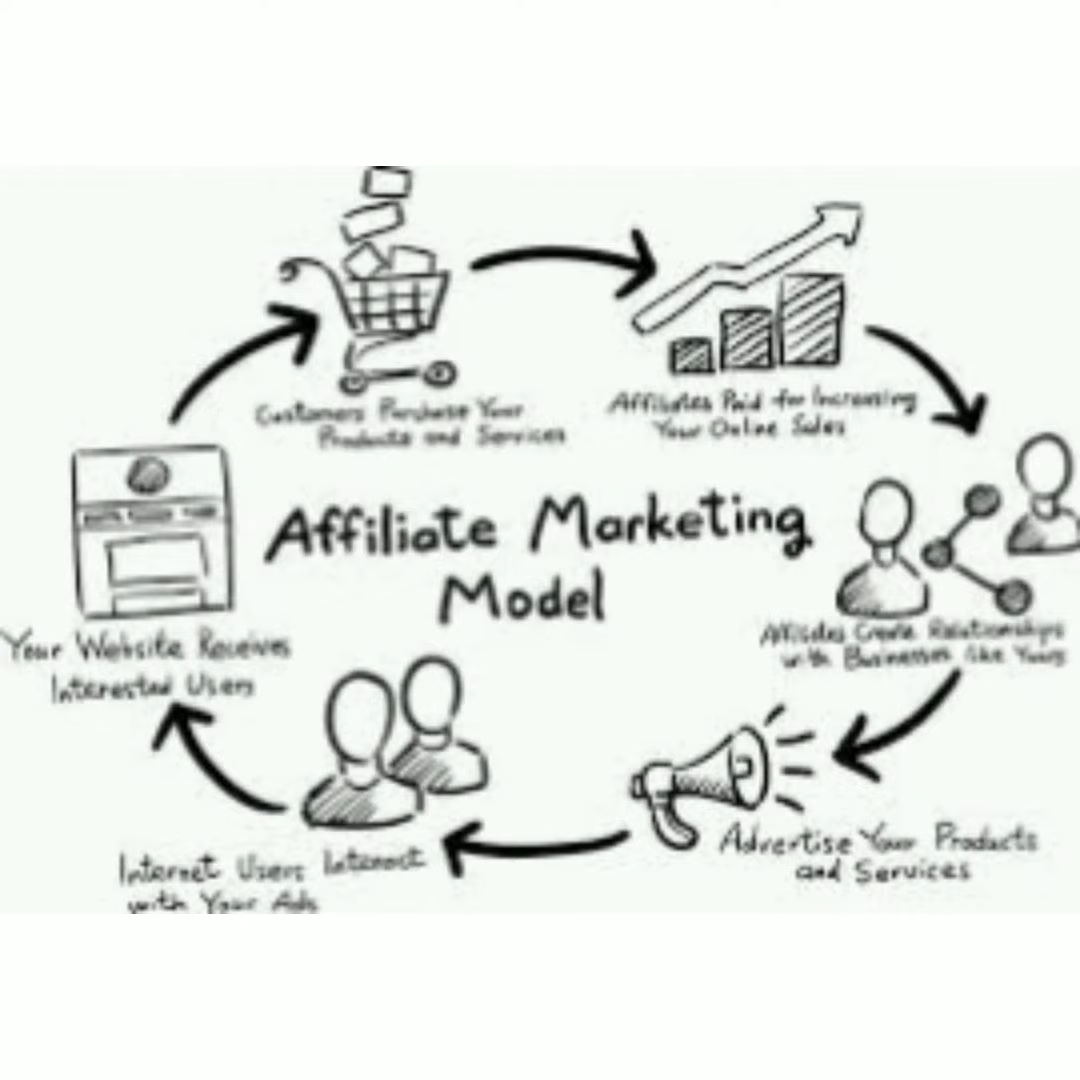 Customers Purchase Your
Products and Services
Affiliates Paid for Increasing
Your Online Sales
Affiliate Marketing
Model
Affiliates Create Relationships
with Businesses like Yours
Your Website Receives
Interested Users
Advertise Your Products
and Services
Internet Users Interact
with Your Ads